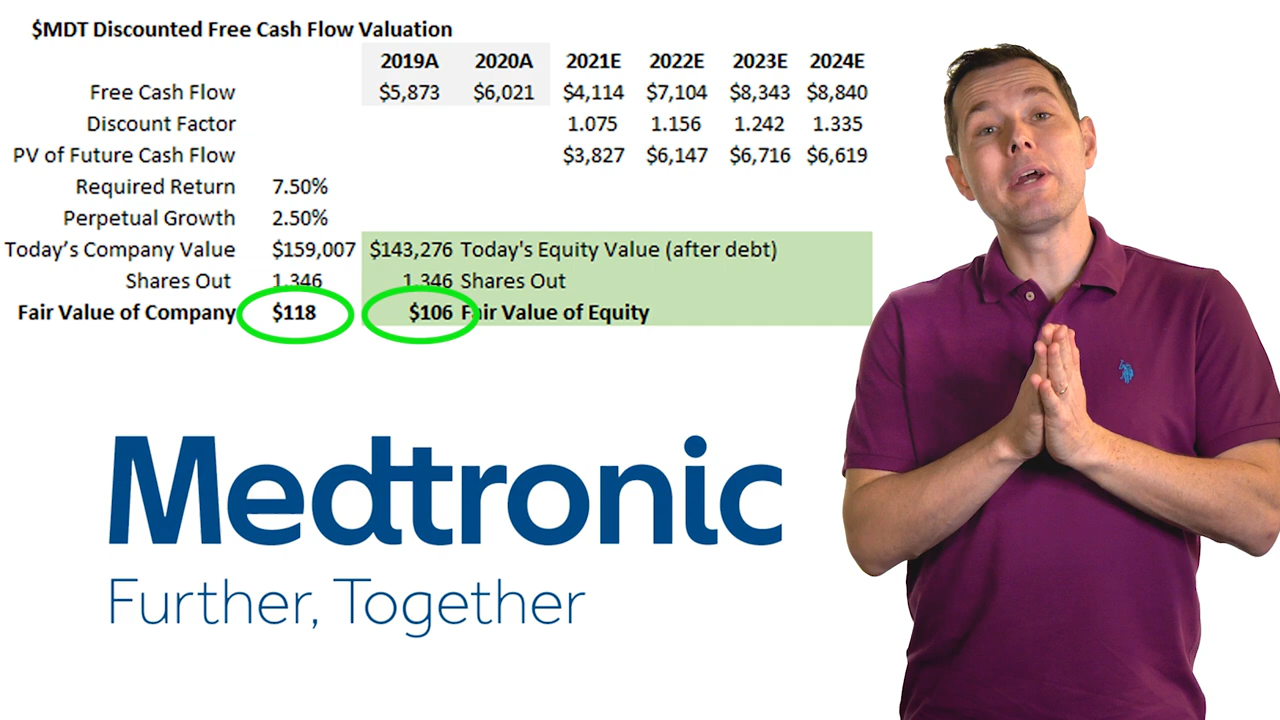 $MDT Discounted Free Cash Flow Valuation
2019A 2020A 2021E 2022E 2023E 2024E
Free Cash Flow $5,873 $6,021 $4,114 $7,104 $8,343 $8,840
Discount Factor 1.075 1.156 1.242 1.335
PV of Future Cash Flow $3,827 $6,147 $6,716 $6,619
Required Return 7.50%
Perpetual Growth 2.50%
Today's Company Value $159,007 $143,276 Today's Equity Value (after debt)
Shares Out 1.346 1.346 Shares Out
Fair Value of Company $118 $106 Fair Value of Equity
Medtronic
Further, Together